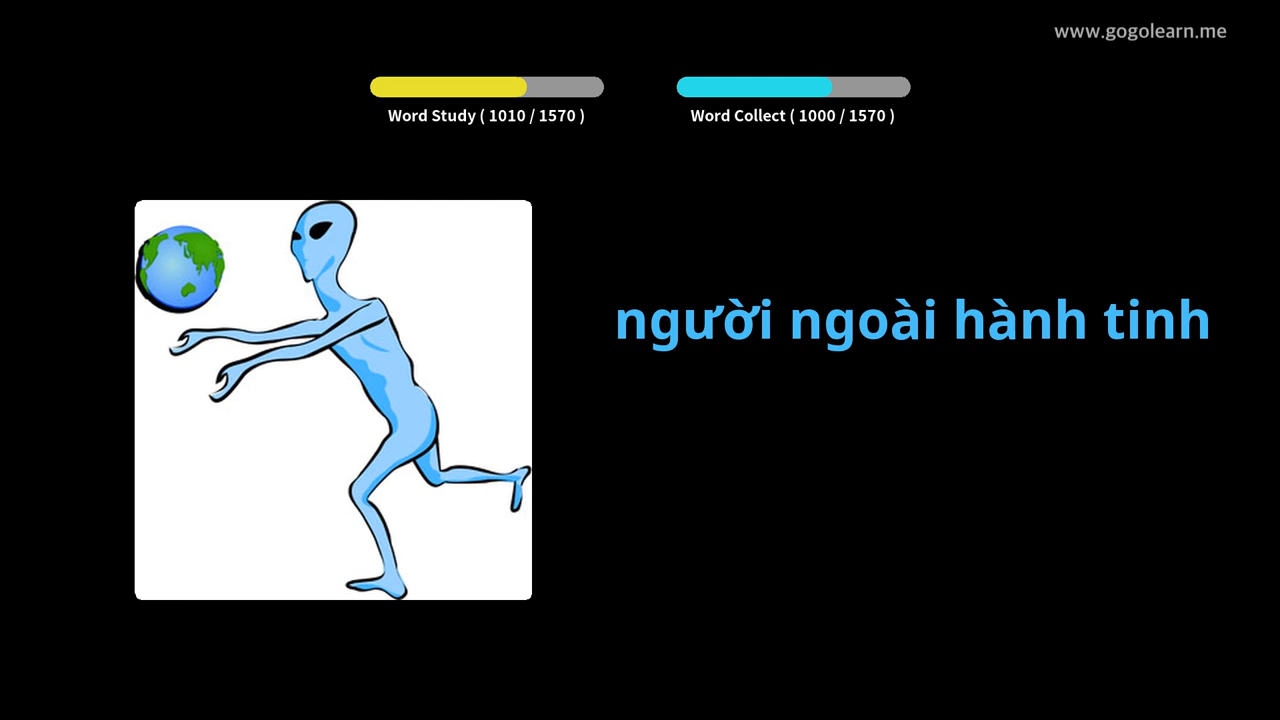 www.gogolearn.me
Word Study ( 1010 / 1570 )
Word Collect ( 1000 / 1570 )
người ngoài hành tinh